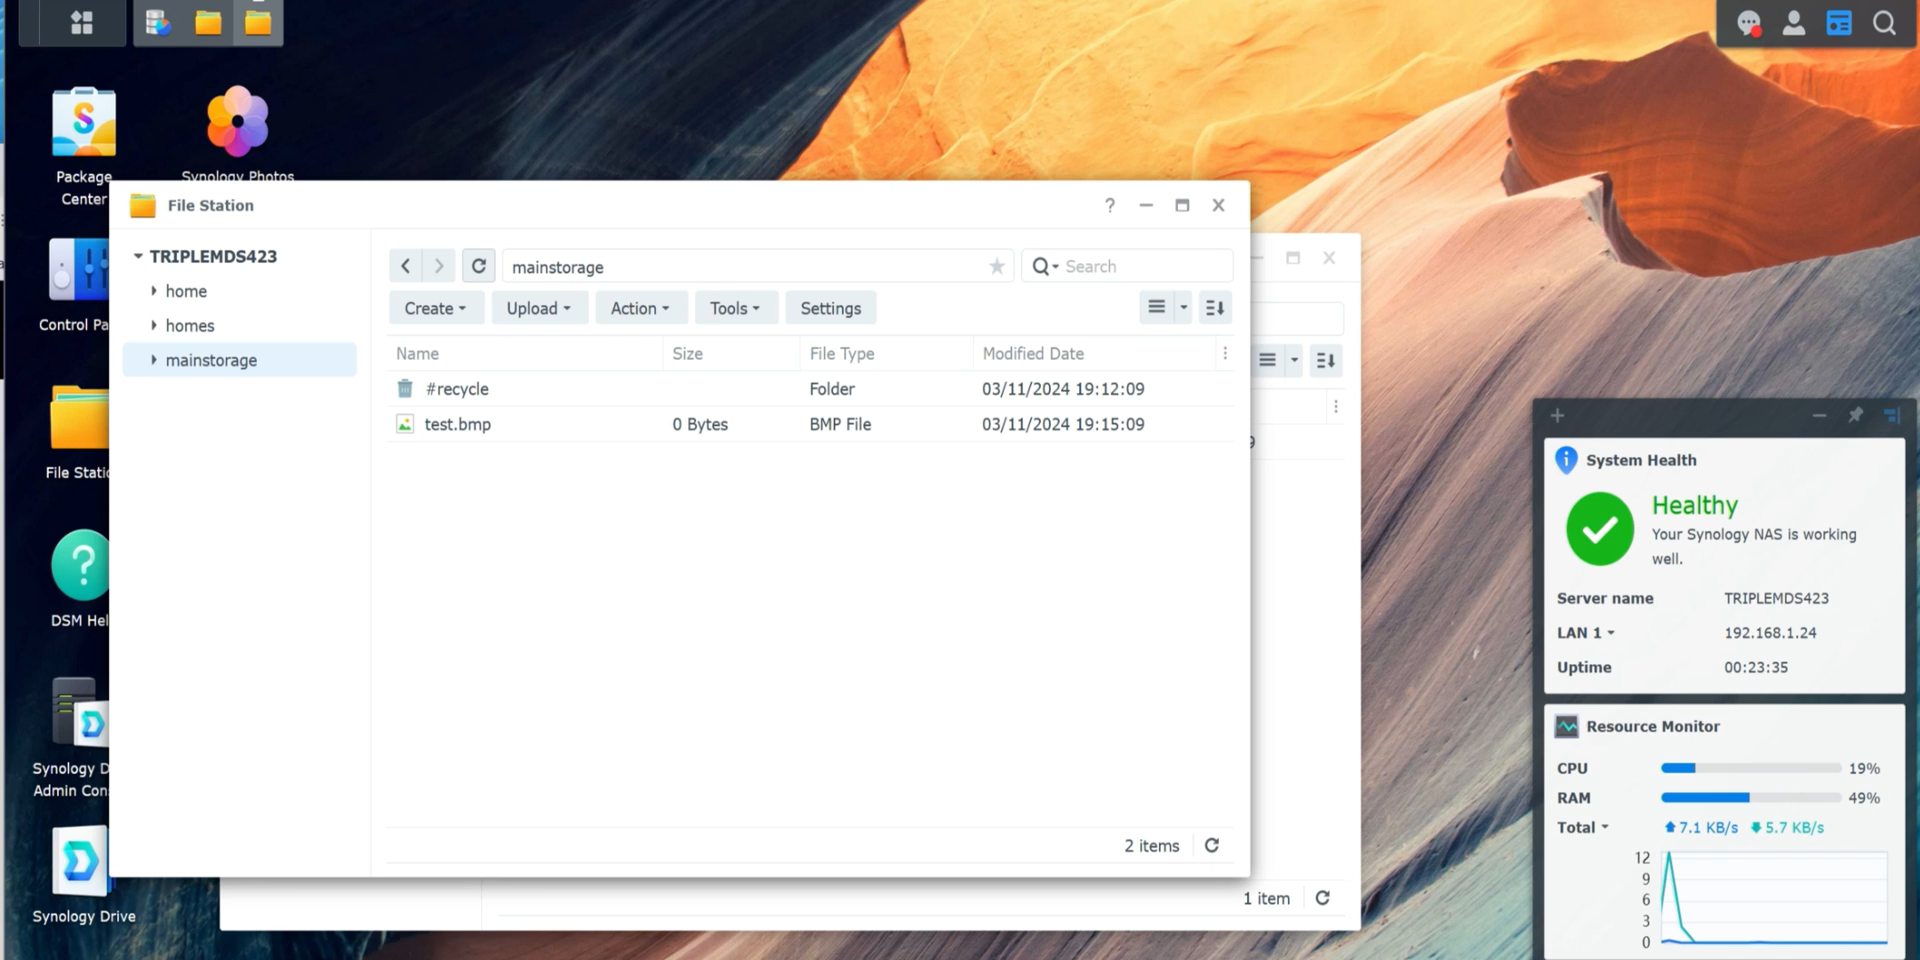 Package
Center
Synology Photos
Control Pa
File Static
DSM Hel
Synology D
Admin Con
Synology Drive
File Station
?
TRIPLEMDS423
home
homes
mainstorage
mainstorage
Search
Create
Upload
Action
Tools
Settings
Name Size File Type Modified Date
#recycle Folder 03/11/2024 19:12:09
test.bmp 0 Bytes BMP File 03/11/2024 19:15:09
2 items
9
1 item
System Health
Healthy
Your Synology NAS is working
well.
Server name TRIPLEMDS423
LAN 1 192.168.1.24
Uptime 00:23:35
Resource Monitor
CPU 19%
RAM 49%
Total 7.1 KB/s 5.7 KB/s
12
9
6
3
0